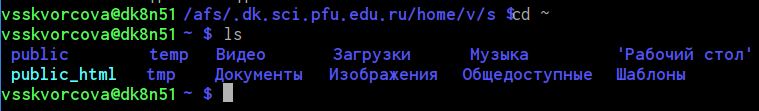 vsskvorcova@dk8n51 /afs/.dk.sci.pfu.edu.ru/home/v/s $ cd ~
vsskvorcova@dk8n51 ~ $ ls
public temp Видео Загрузки Музыка 'Рабочий стол'
public_html tmp Документы Изображения Общедоступные Шаблоны
vsskvorcova@dk8n51 ~ $